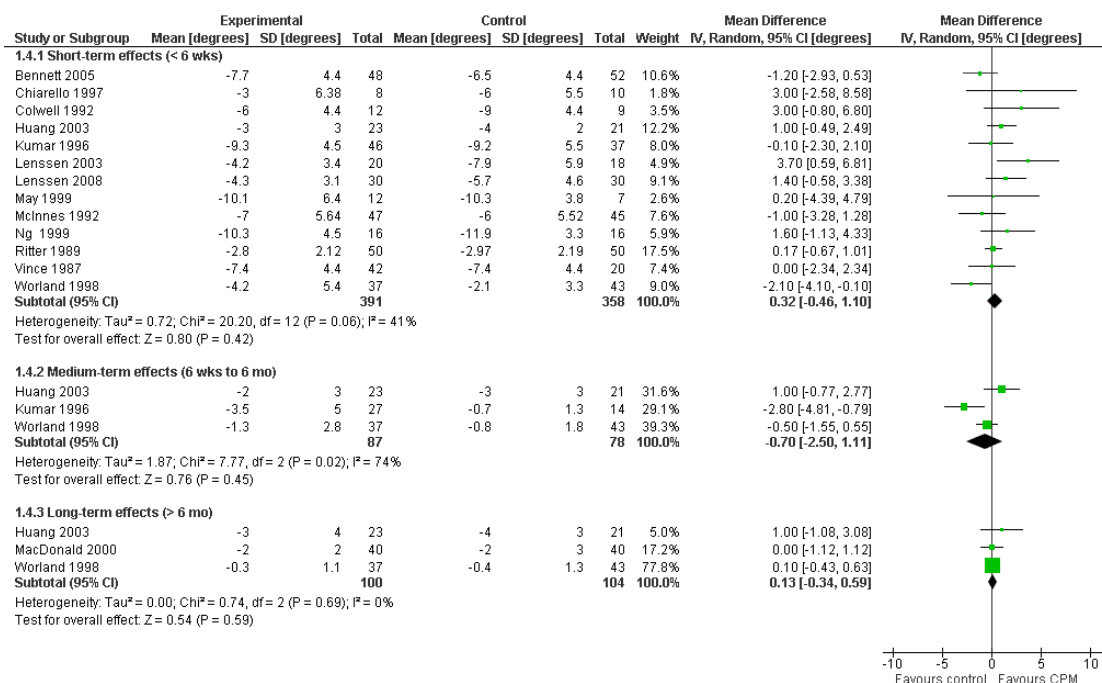 Experimental Control Mean Difference Mean Difference
Study or Subgroup Mean [degrees] SD [degrees] Total Mean [degrees] SD [degrees] Total Weight IV, Random, 95% CI [degrees] IV, Random, 95% CI [degrees]
1.4.1 Short-term effects (< 6 wks)
Bennett 2005 -7.7 4.4 48 -6.5 4.4 52 10.6% -1.20 [-2.93, 0.53]
Chiarello 1997 -3 6.38 8 -6 5.5 10 1.8% 3.00 [-2.58, 8.58]
Colwell 1992 -6 4.4 12 -9 4.4 9 3.5% 3.00 [-0.80, 6.80]
Huang 2003 -3 3 23 -4 2 21 12.2% 1.00 [-0.49, 2.49]
Kumar 1996 -9.3 4.5 46 -9.2 5.5 37 8.0% -0.10 [-2.30, 2.10]
Lenssen 2003 -4.2 3.4 20 -7.9 5.9 18 4.9% 3.70 [0.59, 6.81]
Lenssen 2008 -4.3 3.1 30 -5.7 4.6 30 9.1% 1.40 [-0.58, 3.38]
May 1999 -10.1 6.4 12 -10.3 3.8 7 2.6% 0.20 [-4.39, 4.79]
McInnes 1992 -7 5.64 47 -6 5.52 45 7.6% -1.00 [-3.28, 1.28]
Ng 1999 -10.3 4.5 16 -11.9 3.3 16 5.9% 1.60 [-1.13, 4.33]
Ritter 1989 -2.8 2.12 50 -2.97 2.19 50 17.5% 0.17 [-0.67, 1.01]
Vince 1987 -7.4 4.4 42 -7.4 4.4 20 7.4% 0.00 [-2.34, 2.34]
Worland 1998 -4.2 5.4 37 -2.1 3.3 43 9.0% -2.10 [-4.10, -0.10]
Subtotal (95% CI) 391 358 100.0% 0.32 [-0.46, 1.10]
Heterogeneity: Tau² = 0.72; Chi² = 20.20, df = 12 (P = 0.06); I² = 41%
Test for overall effect: Z = 0.80 (P = 0.42)
1.4.2 Medium-term effects (6 wks to 6 mo)
Huang 2003 -2 3 23 -3 3 21 31.6% 1.00 [-0.77, 2.77]
Kumar 1996 -3.5 5 27 -0.7 1.3 14 29.1% -2.80 [-4.81, -0.79]
Worland 1998 -1.3 2.8 37 -0.8 1.8 43 39.3% -0.50 [-1.55, 0.55]
Subtotal (95% CI) 87 78 100.0% -0.70 [-2.50, 1.11]
Heterogeneity: Tau² = 1.87; Chi² = 7.77, df = 2 (P = 0.02); I² = 74%
Test for overall effect: Z = 0.76 (P = 0.45)
1.4.3 Long-term effects (> 6 mo)
Huang 2003 -3 4 23 -4 3 21 5.0% 1.00 [-1.08, 3.08]
MacDonald 2000 -2 2 40 -2 3 40 17.2% 0.00 [-1.12, 1.12]
Worland 1998 -0.3 1.1 37 -0.4 1.3 43 77.8% 0.10 [-0.43, 0.63]
Subtotal (95% CI) 100 104 100.0% 0.13 [-0.34, 0.59]
Heterogeneity: Tau² = 0.00; Chi² = 0.74, df = 2 (P = 0.69); I² = 0%
Test for overall effect: Z = 0.54 (P = 0.59)
-10 -5 0 5 10
Favours control Favours CPM